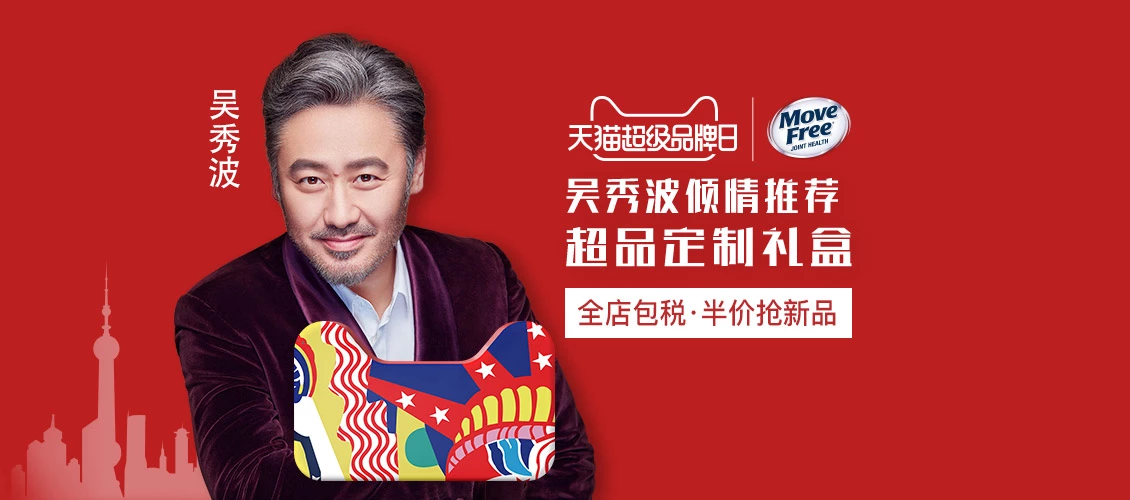 吴秀波
天猫超级品牌日
Move
Free
JOINT HEALTH
吴秀波倾情推荐
超品定制礼盒
全店包税·半价抢新品